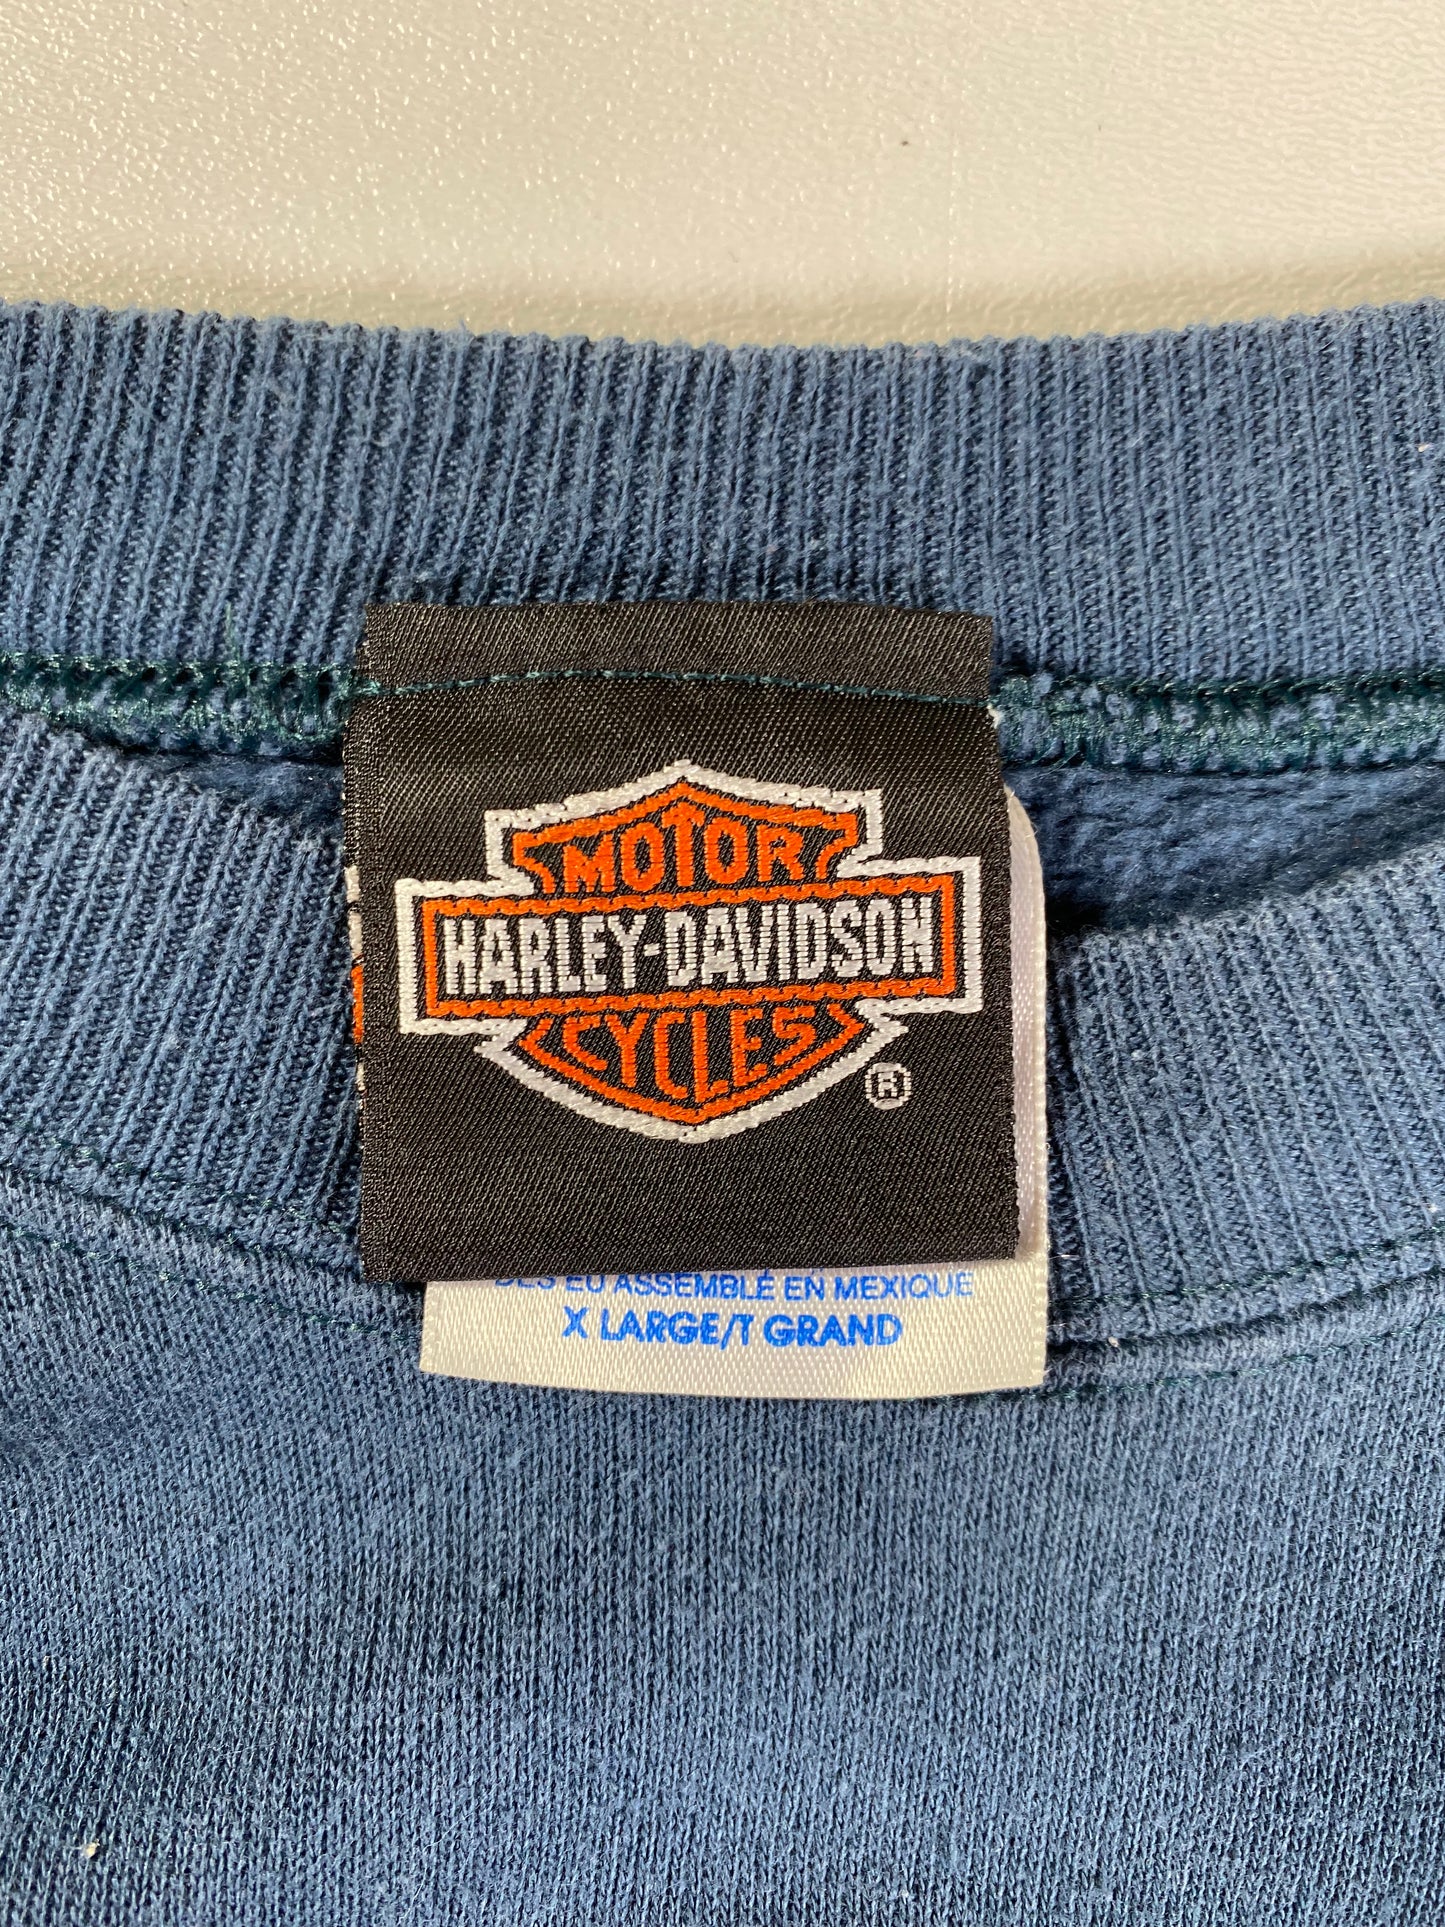 MOTOR
HARLEY-DAVIDSON
CYCLES
®
DES EU ASSEMBLÉ EN MEXIQUE
X LARGE/T GRAND